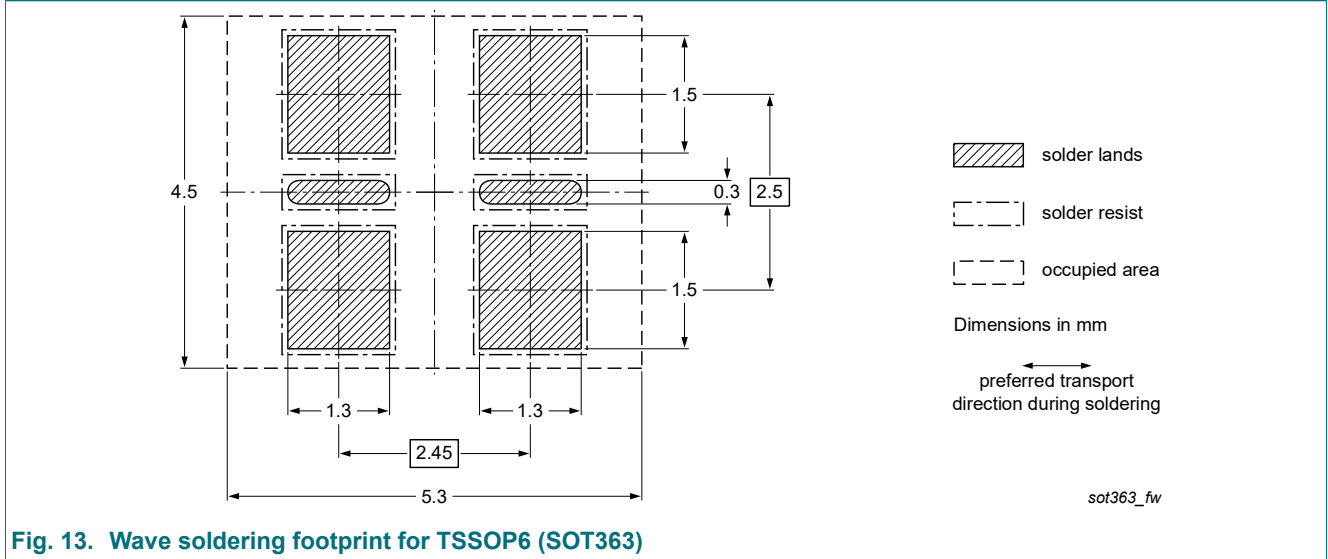 1.5
4.5
0.3
2.5
1.5
1.3
1.3
2.45
5.3
solder lands
solder resist
occupied area
Dimensions in mm
preferred transport
direction during soldering
sot363_fw
Fig. 13. Wave soldering footprint for TSSOP6 (SOT363)